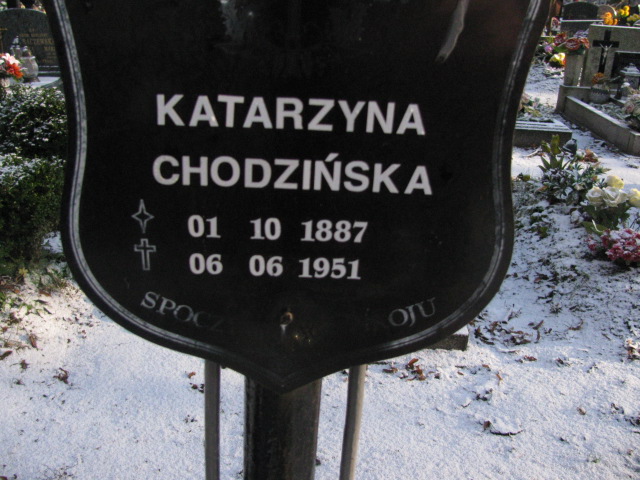 KATARZYNA
CHODZIŃSKA
01 10 1887
06 06 1951